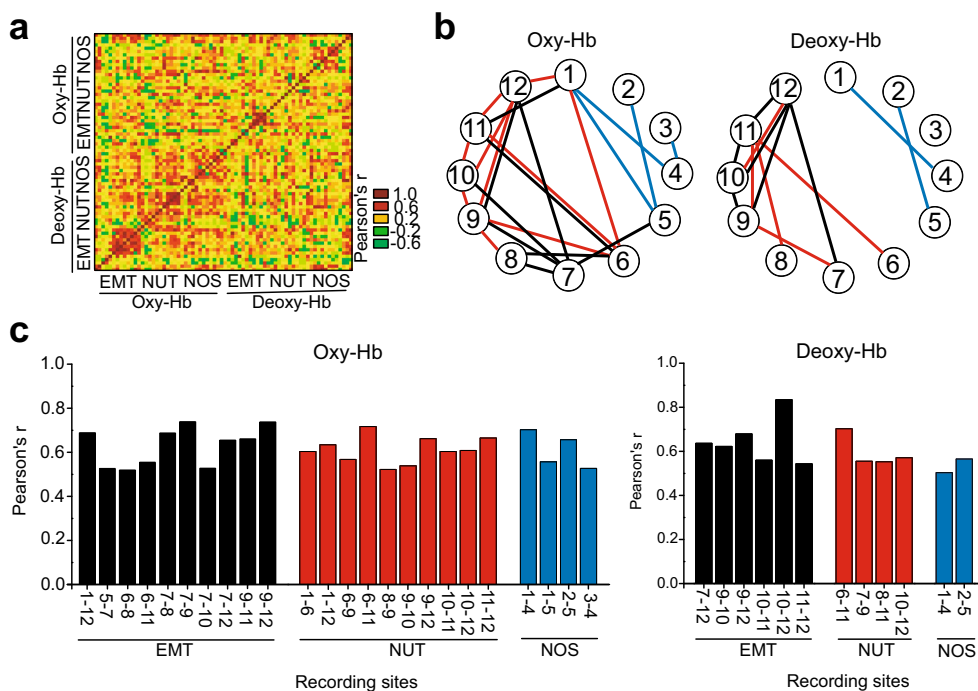 a
Oxy-Hb
EMTNUT NOS
Deoxy-Hb
EMT NUTNOS
EMT NUT NOS EMT NUT NOS
Oxy-Hb Deoxy-Hb
Pearson's r
1.0
0.6
0.2
-0.2
-0.6
b
Oxy-Hb
12 1 2 3 4 5 6 7 8 9 10 11
Deoxy-Hb
12 1 2 3 4 5 6 7 8 9 10 11
c
Oxy-Hb
Pearson's r
1.0
0.8
0.6
0.4
0.2
0.0
1-12 5-7 6-8 6-11 7-8 7-9 7-10 7-12 9-11 9-12
EMT
1-6 1-12 6-9 6-11 8-9 9-10 9-12 10-11 10-12 11-12
NUT
1-4 1-5 2-5 3-4
NOS
Recording sites
Deoxy-Hb
Pearson's r
1.0
0.8
0.6
0.4
0.2
0.0
7-12 9-10 9-12 10-11 10-12 11-12
EMT
6-11 7-9 8-11 10-12
NUT
1-4 2-5
NOS
Recording sites